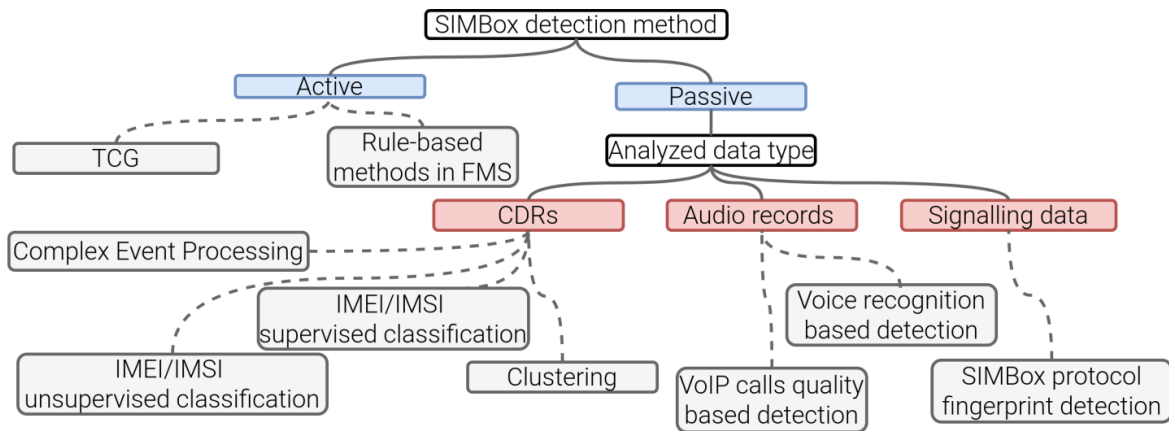 SIMBox detection method
Active
Passive
TCG
Rule-based
methods in FMS
Analyzed data type
CDRs
Audio records
Signalling data
Complex Event Processing
IMEI/IMSI
supervised classification
Voice recognition
based detection
IMEI/IMSI
unsupervised classification
Clustering
VoIP calls quality
based detection
SIMBox protocol
fingerprint detection